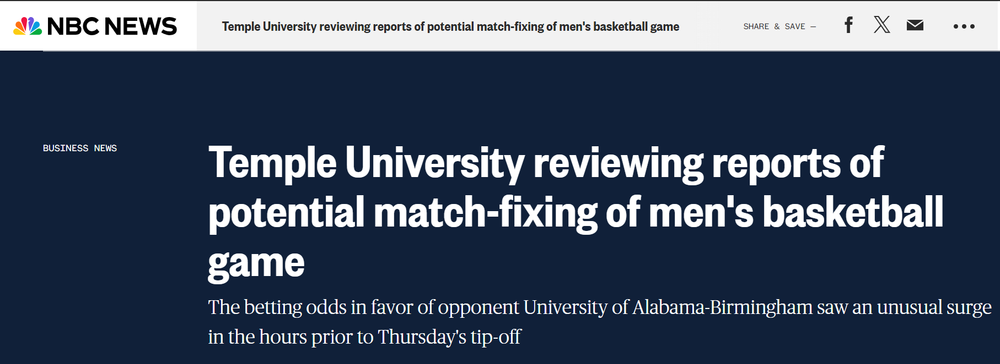 NBC NEWS
Temple University reviewing reports of potential match-fixing of men's basketball game
SHARE & SAVE —
BUSINESS NEWS
Temple University reviewing reports of
potential match-fixing of men's basketball
game
The betting odds in favor of opponent University of Alabama-Birmingham saw an unusual surge
in the hours prior to Thursday's tip-off